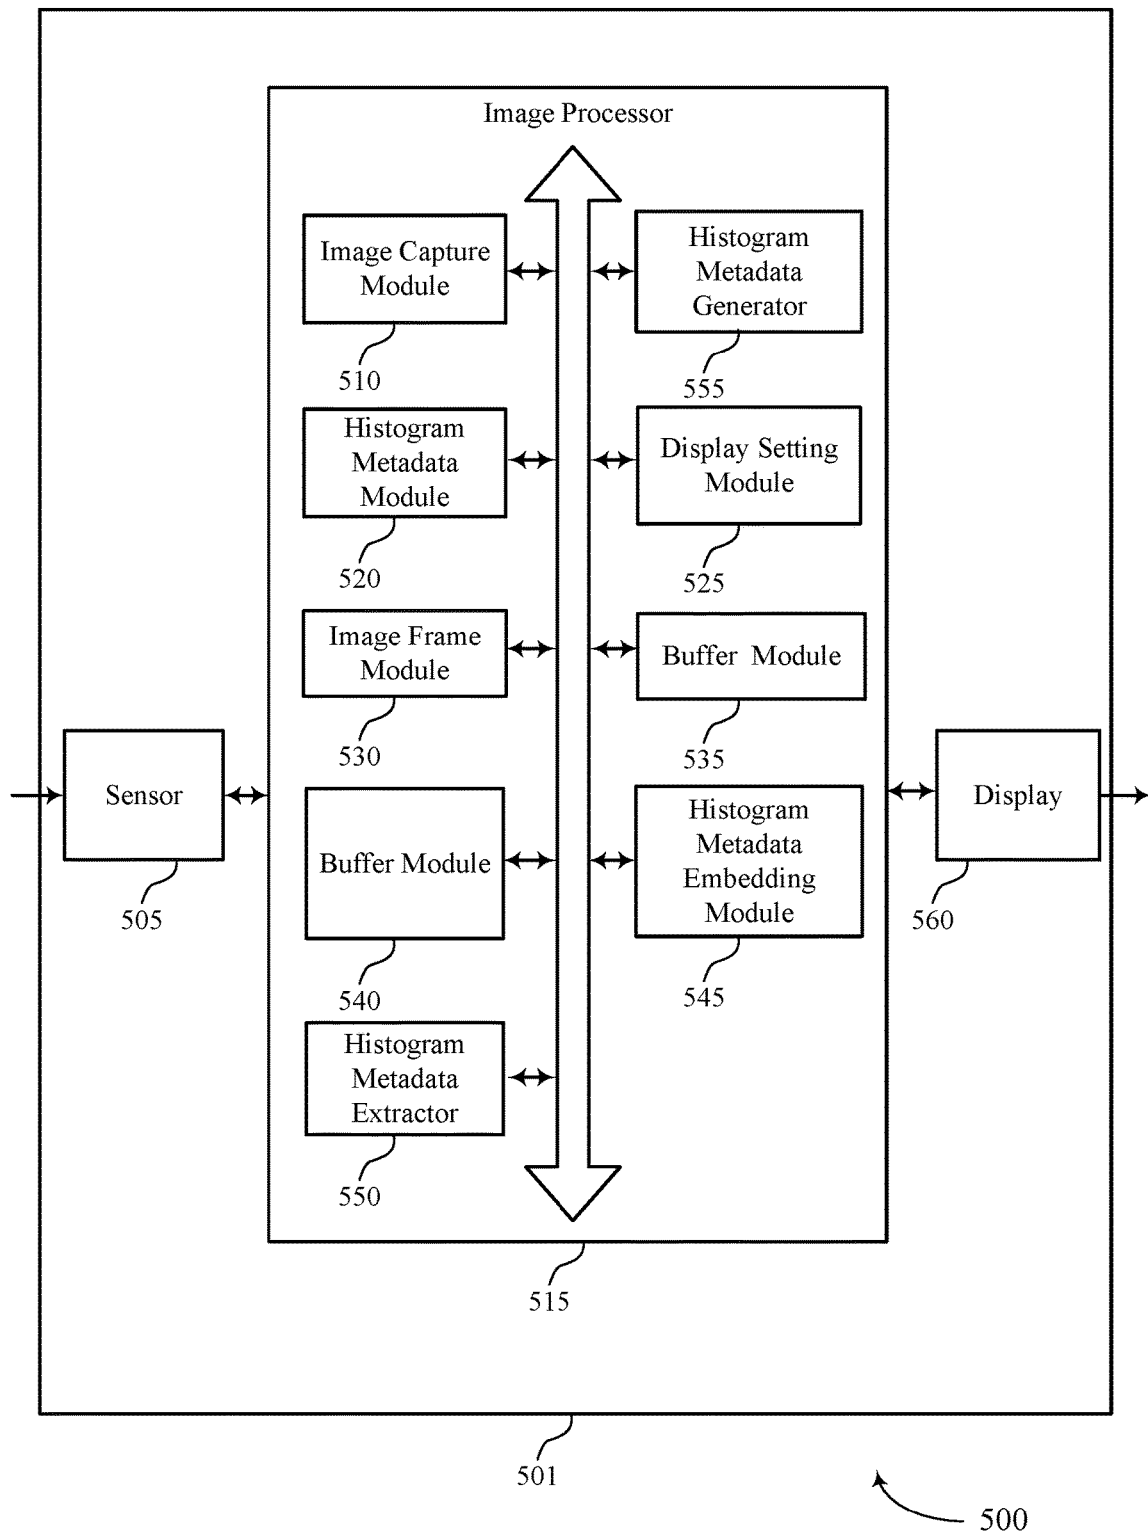 Image Processor
Image Capture
Module
510
Histogram
Metadata
Generator
555
Histogram
Metadata
Module
520
Display Setting
Module
525
Image Frame
Module
530
Buffer Module
535
Sensor
505
Buffer Module
540
Histogram
Metadata
Embedding
Module
545
Display
560
Histogram
Metadata
Extractor
550
515
501
500